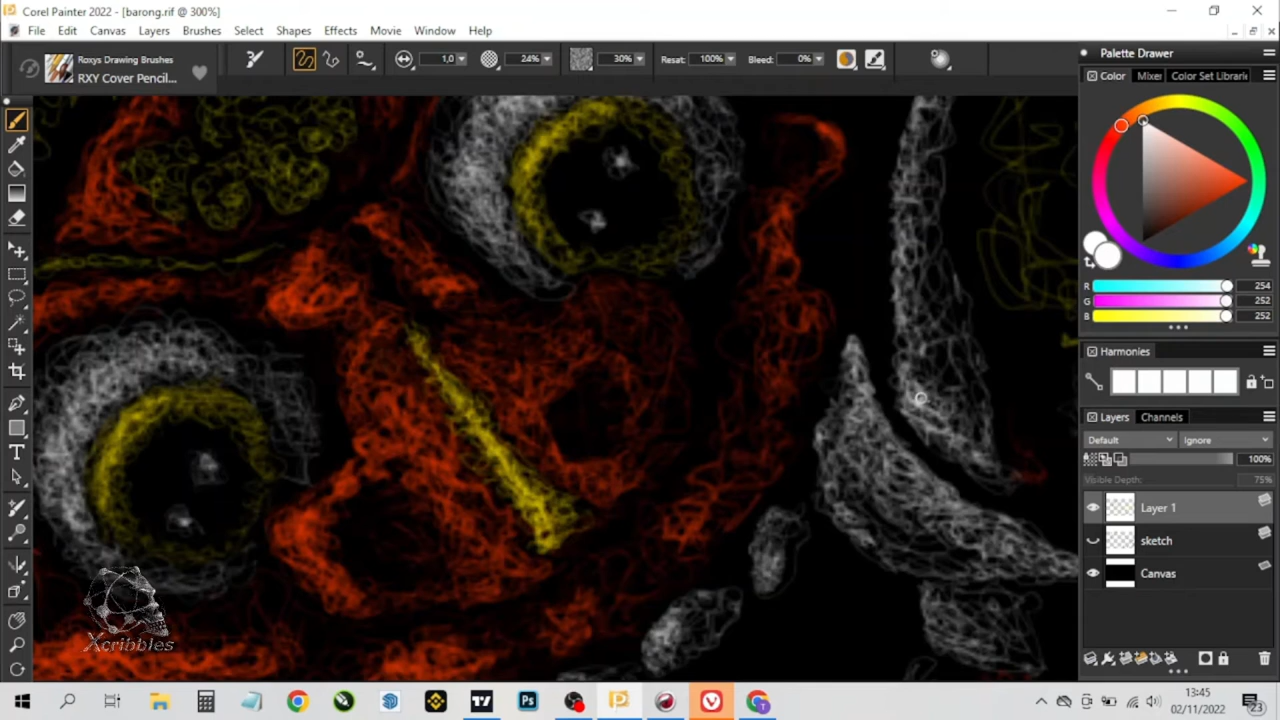 Corel Painter 2022 - [barong.rif @ 300%]
File Edit Canvas Layers Brushes Select Shapes Effects Movie Window Help
Roxys Drawing Brushes
RXY Cover Pencil...
1,0
24%
30%
Reset: 100%
Bleed: 0%
Palette Drawer
Color Mixer Color Set Librari
R 254
G 252
B 252
Harmonies
Layers Channels
Default Ignore
100%
Visible Depth: 75%
Layer 1
sketch
Canvas
Xcribbles
Ps
13:45
02/11/2022
23